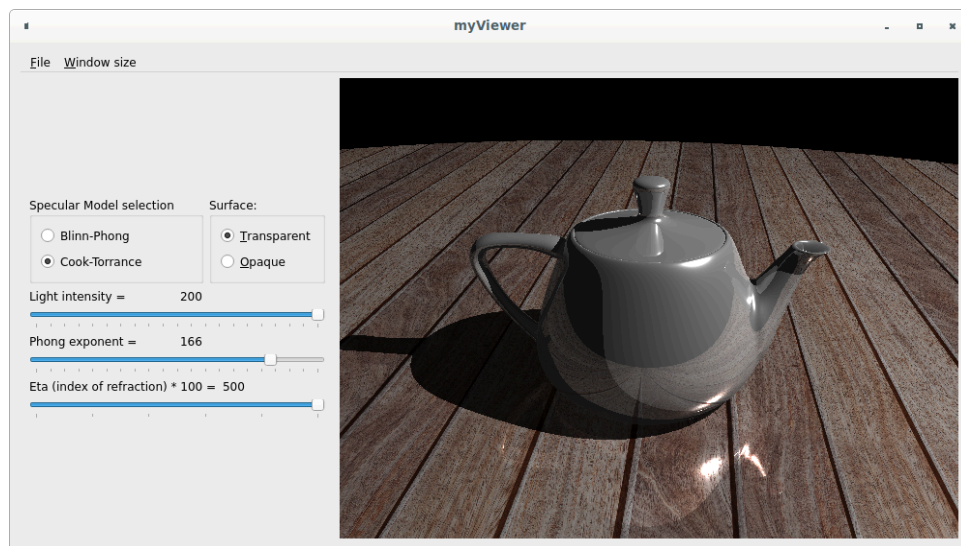 myViewer
File Window size
Specular Model selection Surface:
Blinn-Phong Transparent
Cook-Torrance Opaque
Light intensity = 200
Phong exponent = 166
Eta (index of refraction) * 100 = 500